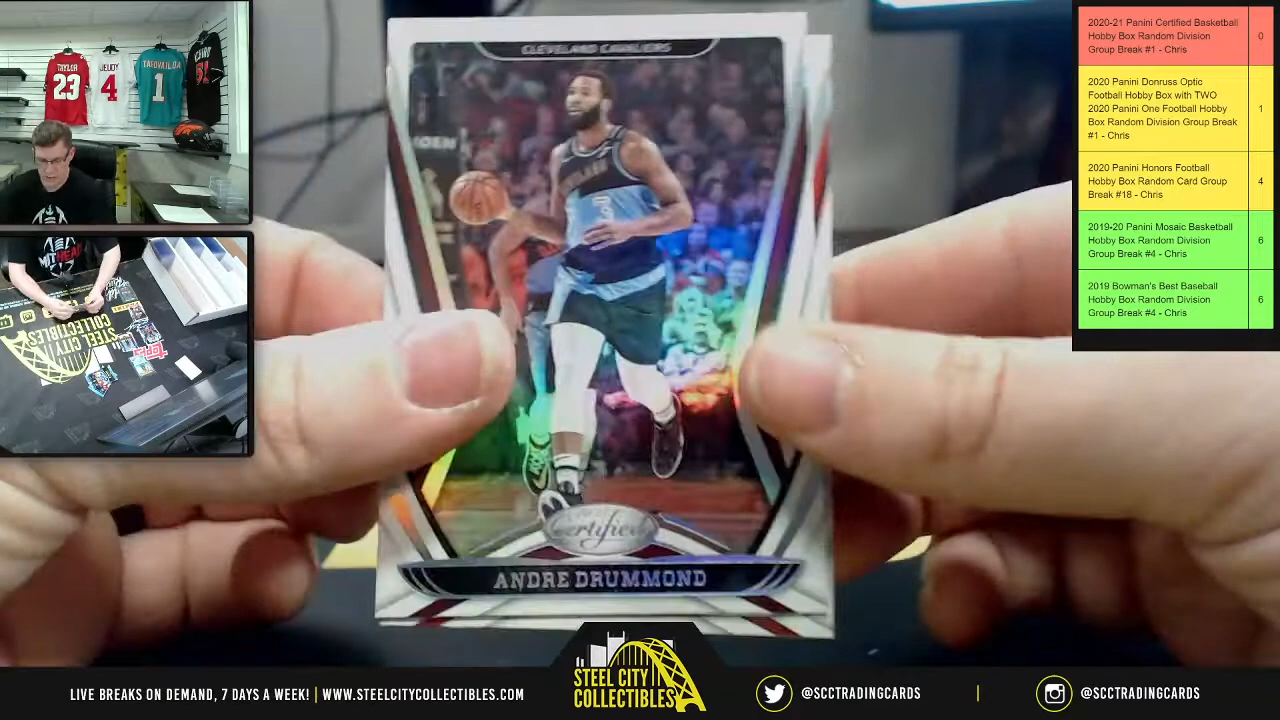 TAYLOR
23
JEUDY
4
TAGOVAILOA
1
STEEL CITY
COLLECTIBLES
CLEVELAND CAVALIERS
3
Certified
ANDRE DRUMMOND
2020-21 Panini Certified Basketball
Hobby Box Random Division
Group Break #1 - Chris
0
2020 Panini Donruss Optic
Football Hobby Box with TWO
2020 Panini One Football Hobby
Box Random Division Group Break
#1 - Chris
1
2020 Panini Honors Football
Hobby Box Random Card Group
Break #18 - Chris
4
2019-20 Panini Mosaic Basketball
Hobby Box Random Division
Group Break #4 - Chris
6
2019 Bowman's Best Baseball
Hobby Box Random Division
Group Break #4 - Chris
6
LIVE BREAKS ON DEMAND, 7 DAYS A WEEK! | WWW.STEELCITYCOLLECTIBLES.COM
STEEL CITY
COLLECTIBLES
@SCCTRADINGCARDS
@SCCTRADINGCARDS